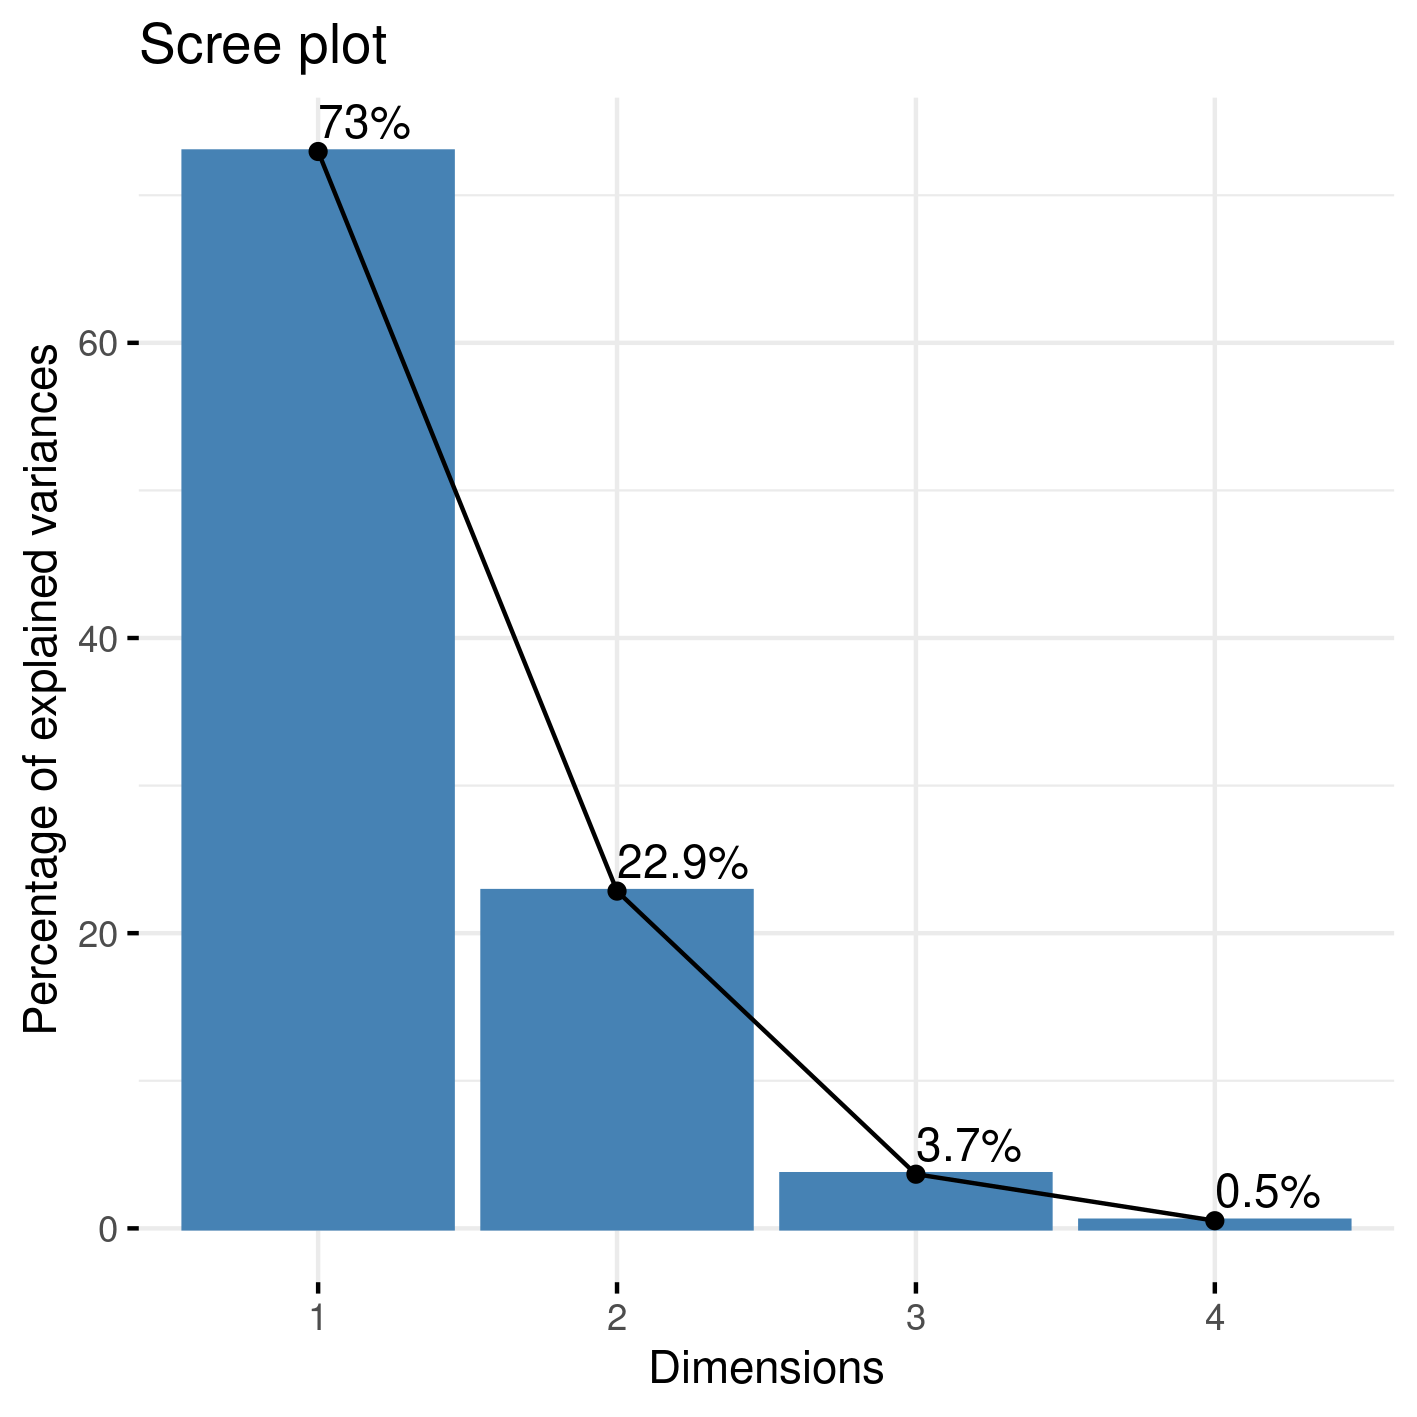 Scree plot
73%
60
40
22.9%
20
3.7%
0.5%
0
1 2 3 4
Dimensions
Percentage of explained variances